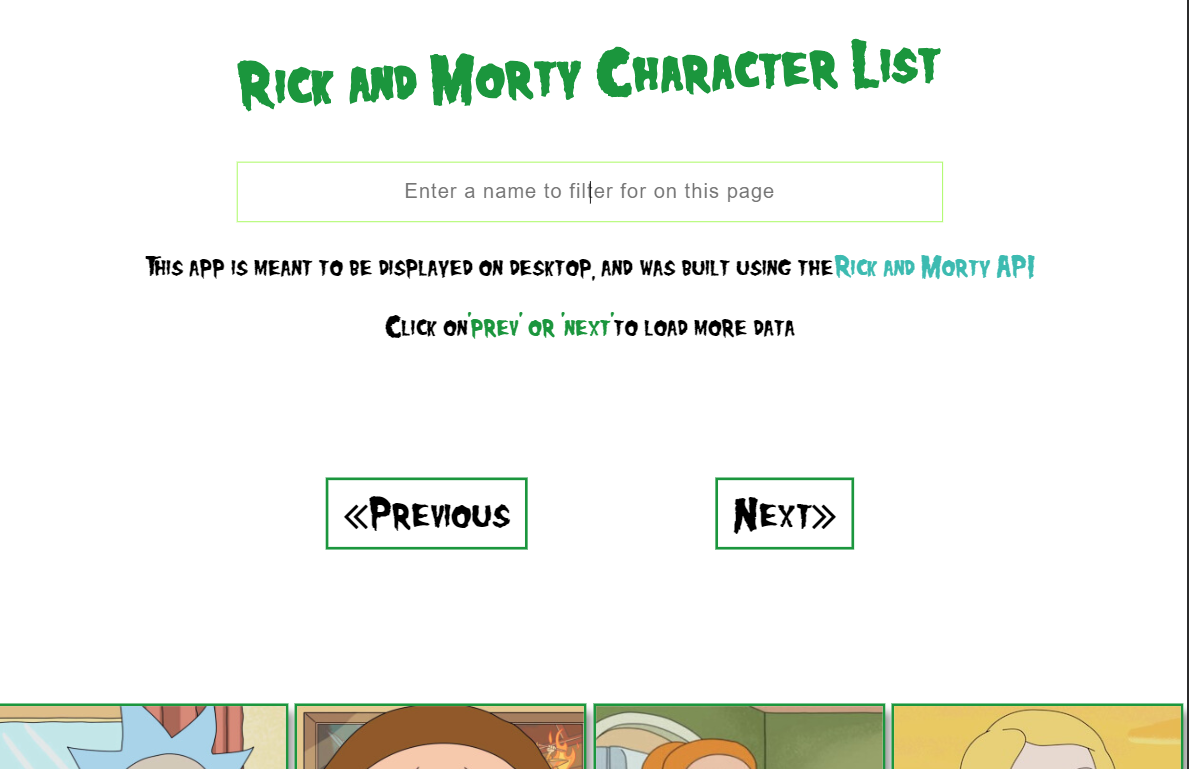 Rick and Morty Character List
Enter a name to filter for on this page
This app is meant to be displayed on desktop, and was built using theRick and Morty API
Click on'prev' or 'next'to load more data
«Previous
Next»